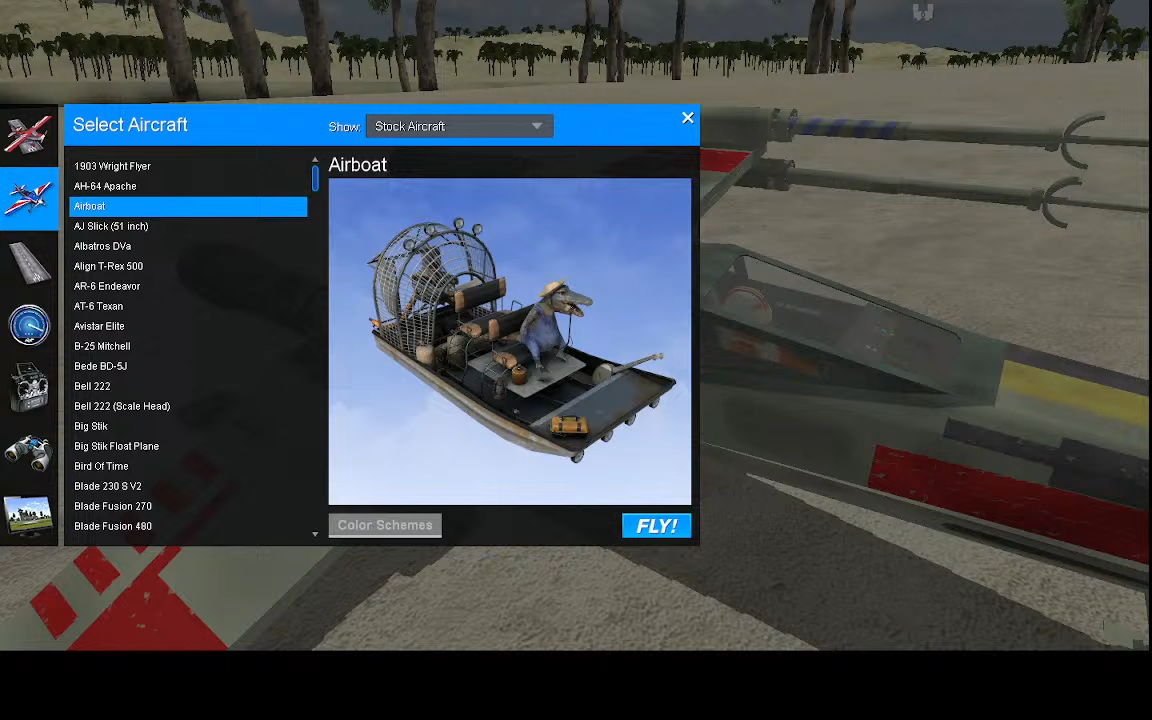 Select Aircraft
Show: Stock Aircraft
1903 Wright Flyer
AH-64 Apache
Airboat
AJ Slick (51 inch)
Albatros DVa
Align T-Rex 500
AR-6 Endeavor
AT-6 Texan
Avistar Elite
B-25 Mitchell
Bede BD-5J
Bell 222
Bell 222 (Scale Head)
Big Stik
Big Stik Float Plane
Bird Of Time
Blade 230 S V2
Blade Fusion 270
Blade Fusion 480
Airboat
Color Schemes
FLY!